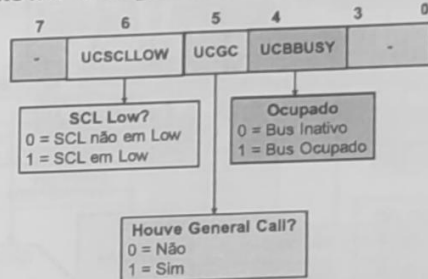 7 6 5 4 3 0
- UCSCLLOW UCGC UCBBUSY -
SCL Low?
0 = SCL não em Low
1 = SCL em Low
Ocupado
0 = Bus Inativo
1 = Bus Ocupado
Houve General Call?
0 = Não
1 = Sim